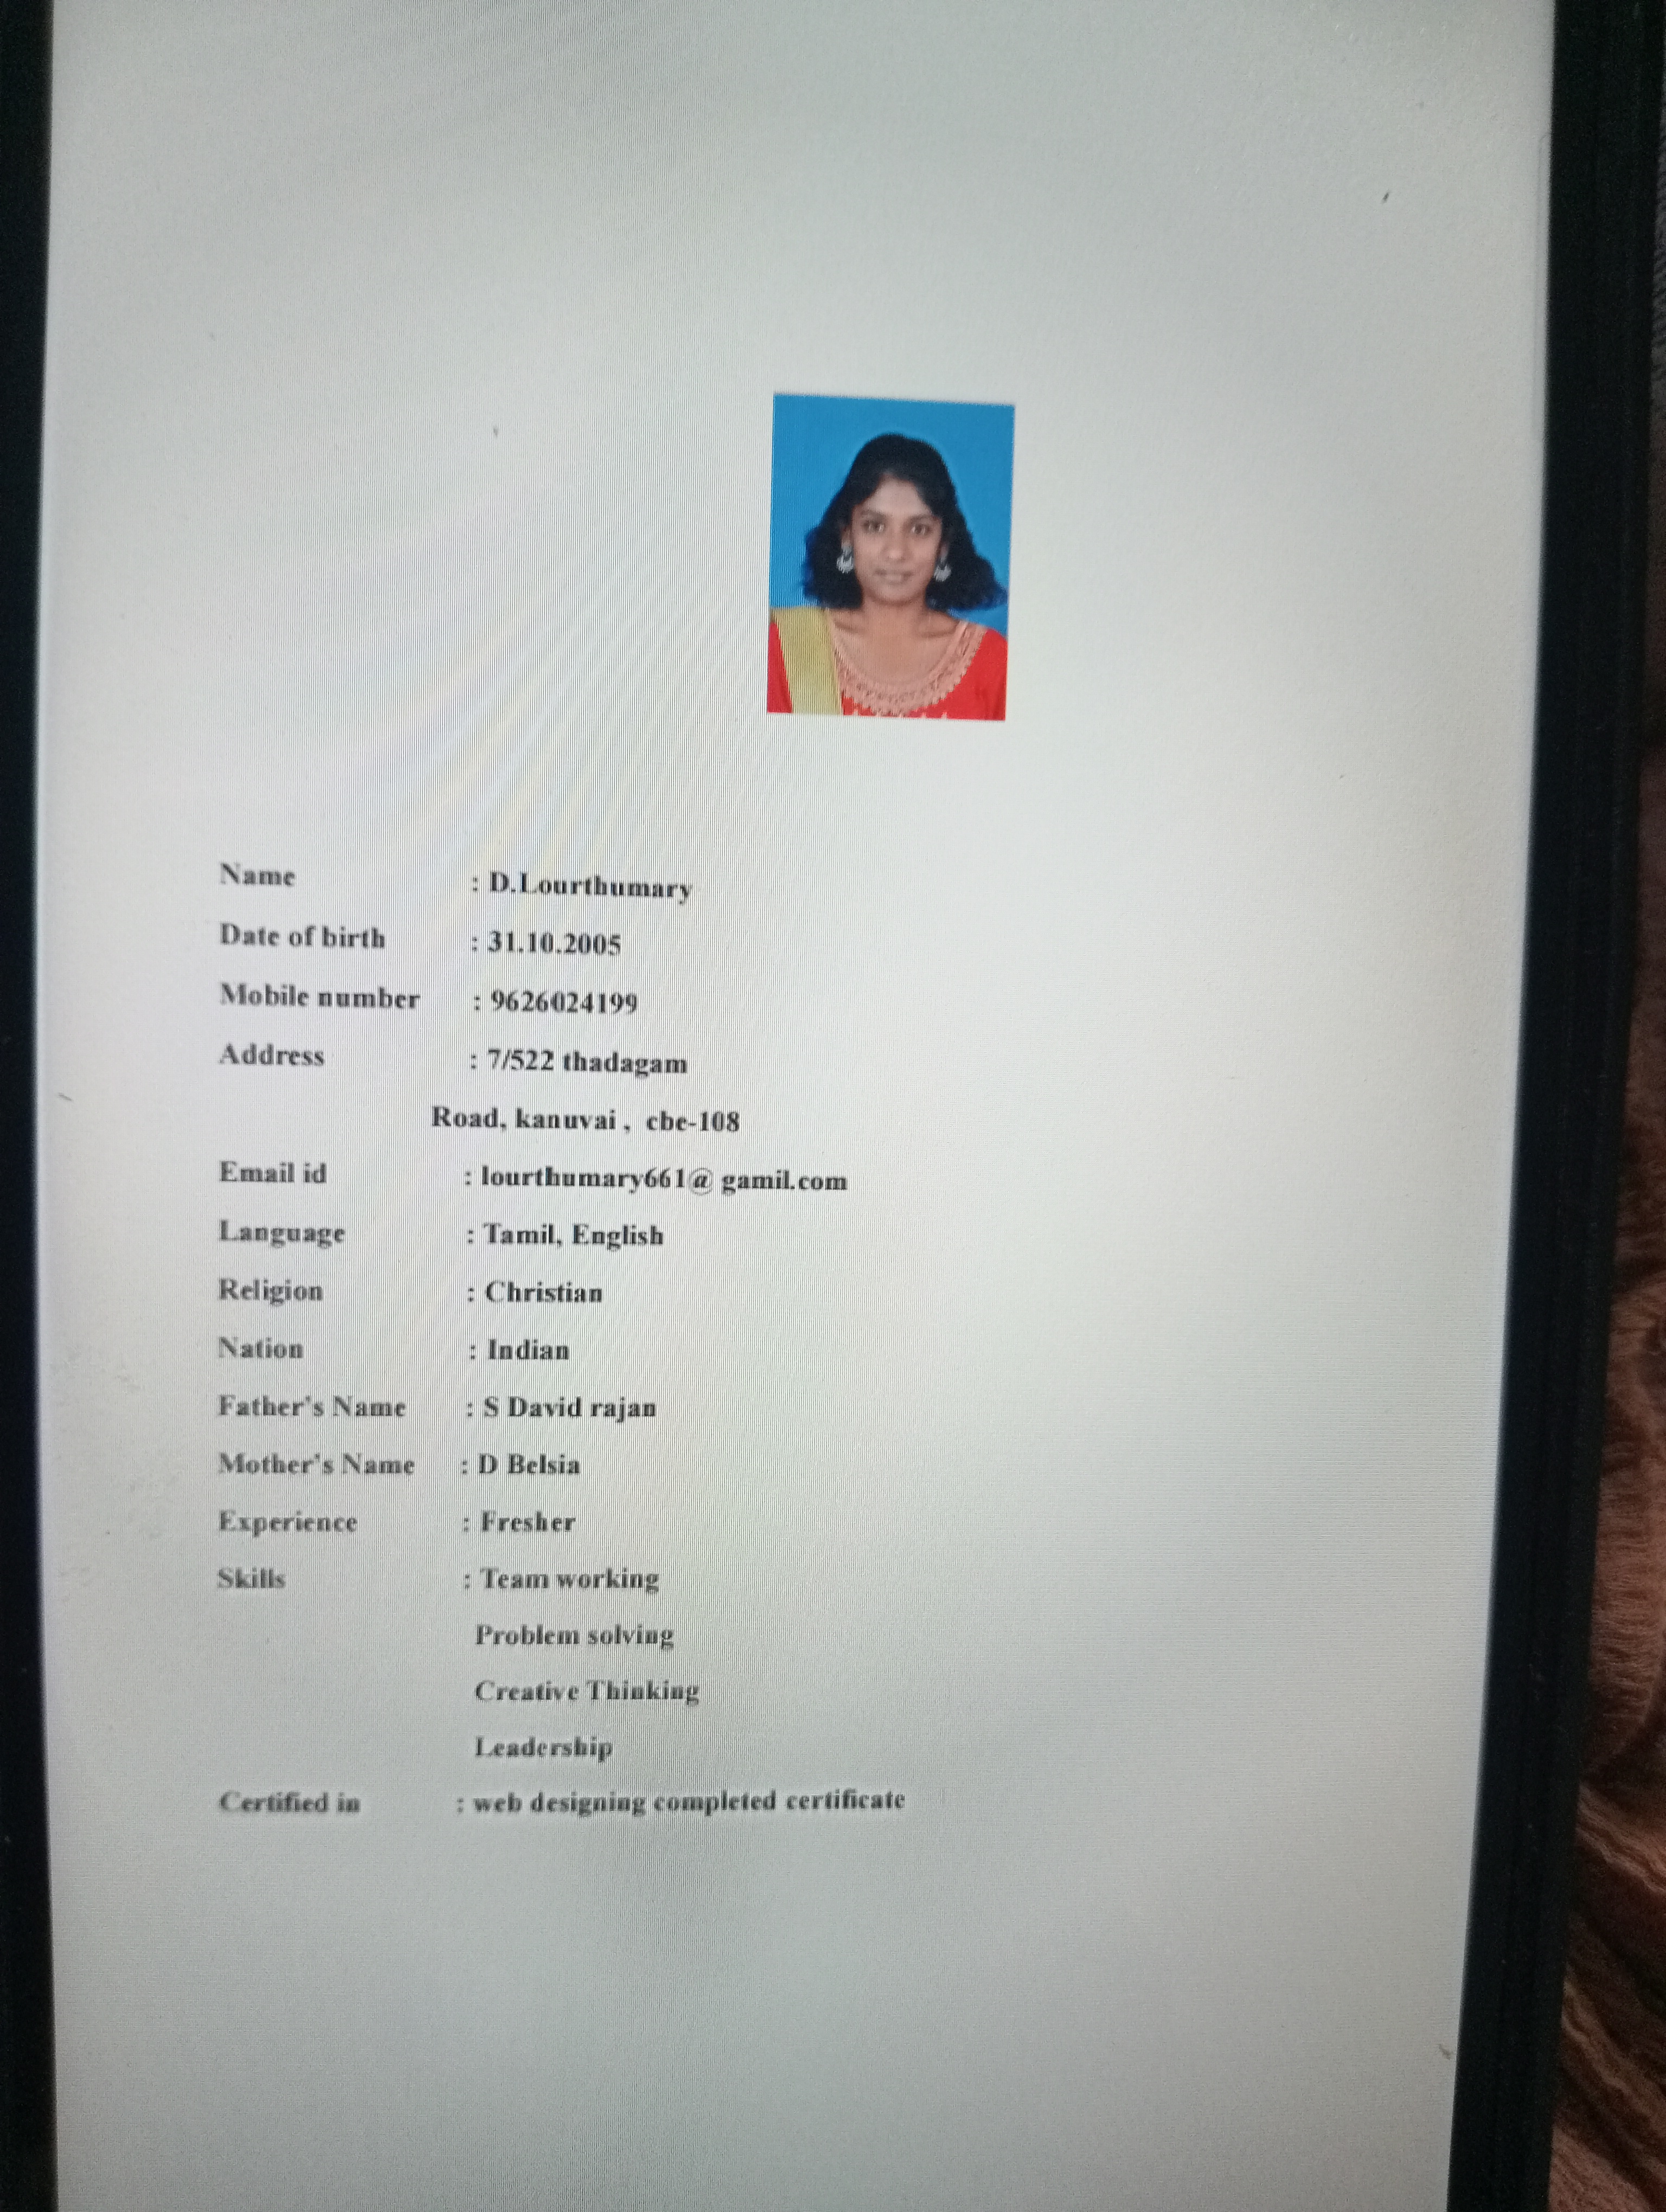 Name : D.Lourthumary
Date of birth : 31.10.2005
Mobile number : 9626024199
Address : 7/522 thadagam
Road, kanuvai , cbe-108
Email id : lourthumary661@ gamil.com
Language : Tamil, English
Religion : Christian
Nation : Indian
Father's Name : S David rajan
Mother's Name : D Belsia
Experience : Fresher
Skills : Team working
Problem solving
Creative Thinking
Leadership
Certified in : web designing completed certificate